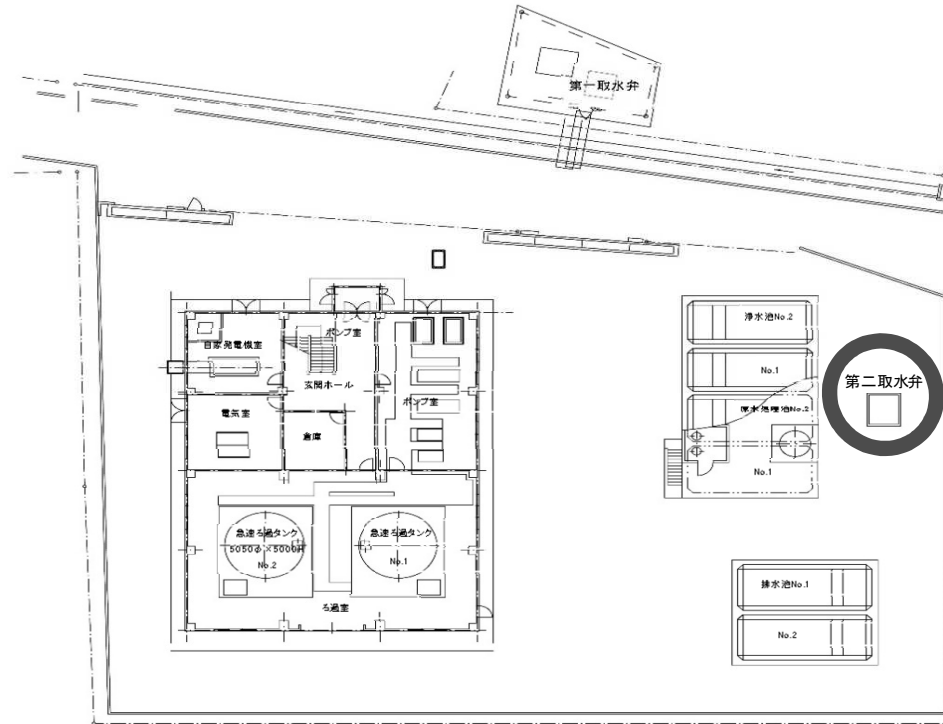 第一取水弁
浄水池No.2
No.1
原水処理池No.2
No.1
第二取水弁
ポンプ室
自家発電機室
玄関ホール
ポンプ室
電気室
倉庫
急速ろ過タンク
5050φ×5000H
No.2
急速ろ過タンク
No.1
ろ過室
排水池No.1
No.2